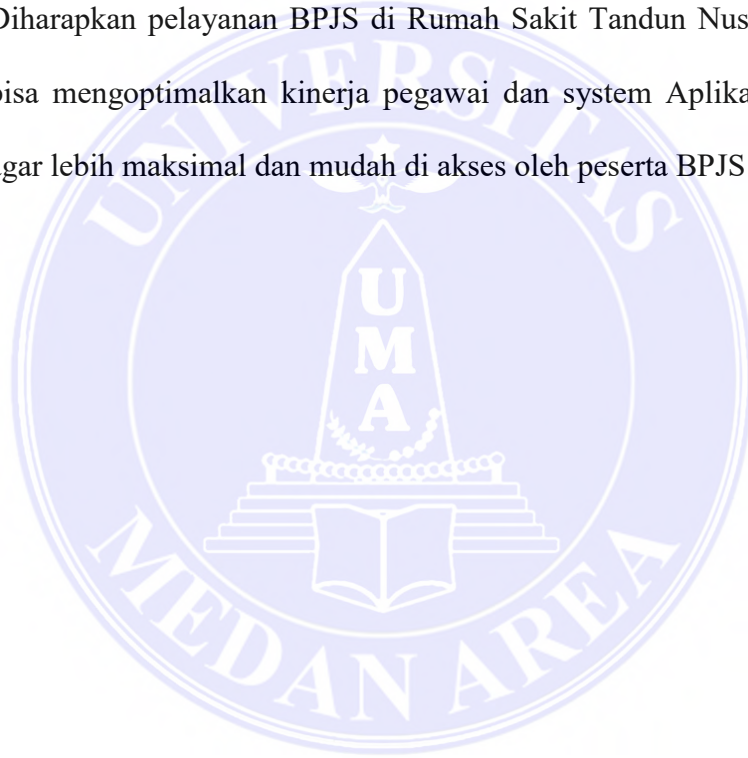 Diharapkan pelayanan BPJS di Rumah Sakit Tandun Nus
bisa mengoptimalkan kinerja pegawai dan system Aplika
agar lebih maksimal dan mudah di akses oleh peserta BPJS
UNIVERSITAS
U
M
A
MEDAN AREA